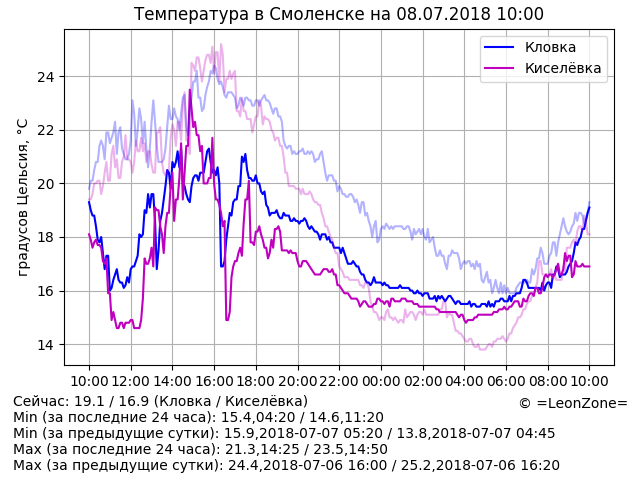 Температура в Смоленске на 08.07.2018 10:00
Кловка
Киселёвка
градусов Цельсия, °C
24
22
20
18
16
14
10:00 12:00 14:00 16:00 18:00 20:00 22:00 00:00 02:00 04:00 06:00 08:00 10:00
Сейчас: 19.1 / 16.9 (Кловка / Киселёвка)
© =LeonZone=
Min (за последние 24 часа): 15.4,04:20 / 14.6,11:20
Min (за предыдущие сутки): 15.9,2018-07-07 05:20 / 13.8,2018-07-07 04:45
Max (за последние 24 часа): 21.3,14:25 / 23.5,14:50
Max (за предыдущие сутки): 24.4,2018-07-06 16:00 / 25.2,2018-07-06 16:20